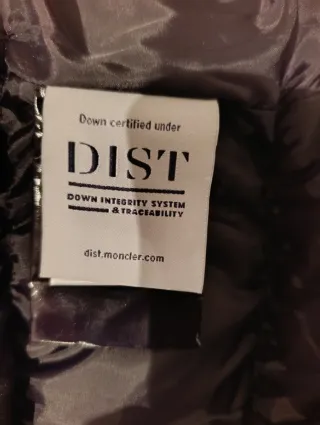 Down certified under
DIST
DOWN INTEGRITY SYSTEM
& TRACEABILITY
dist.moncler.com